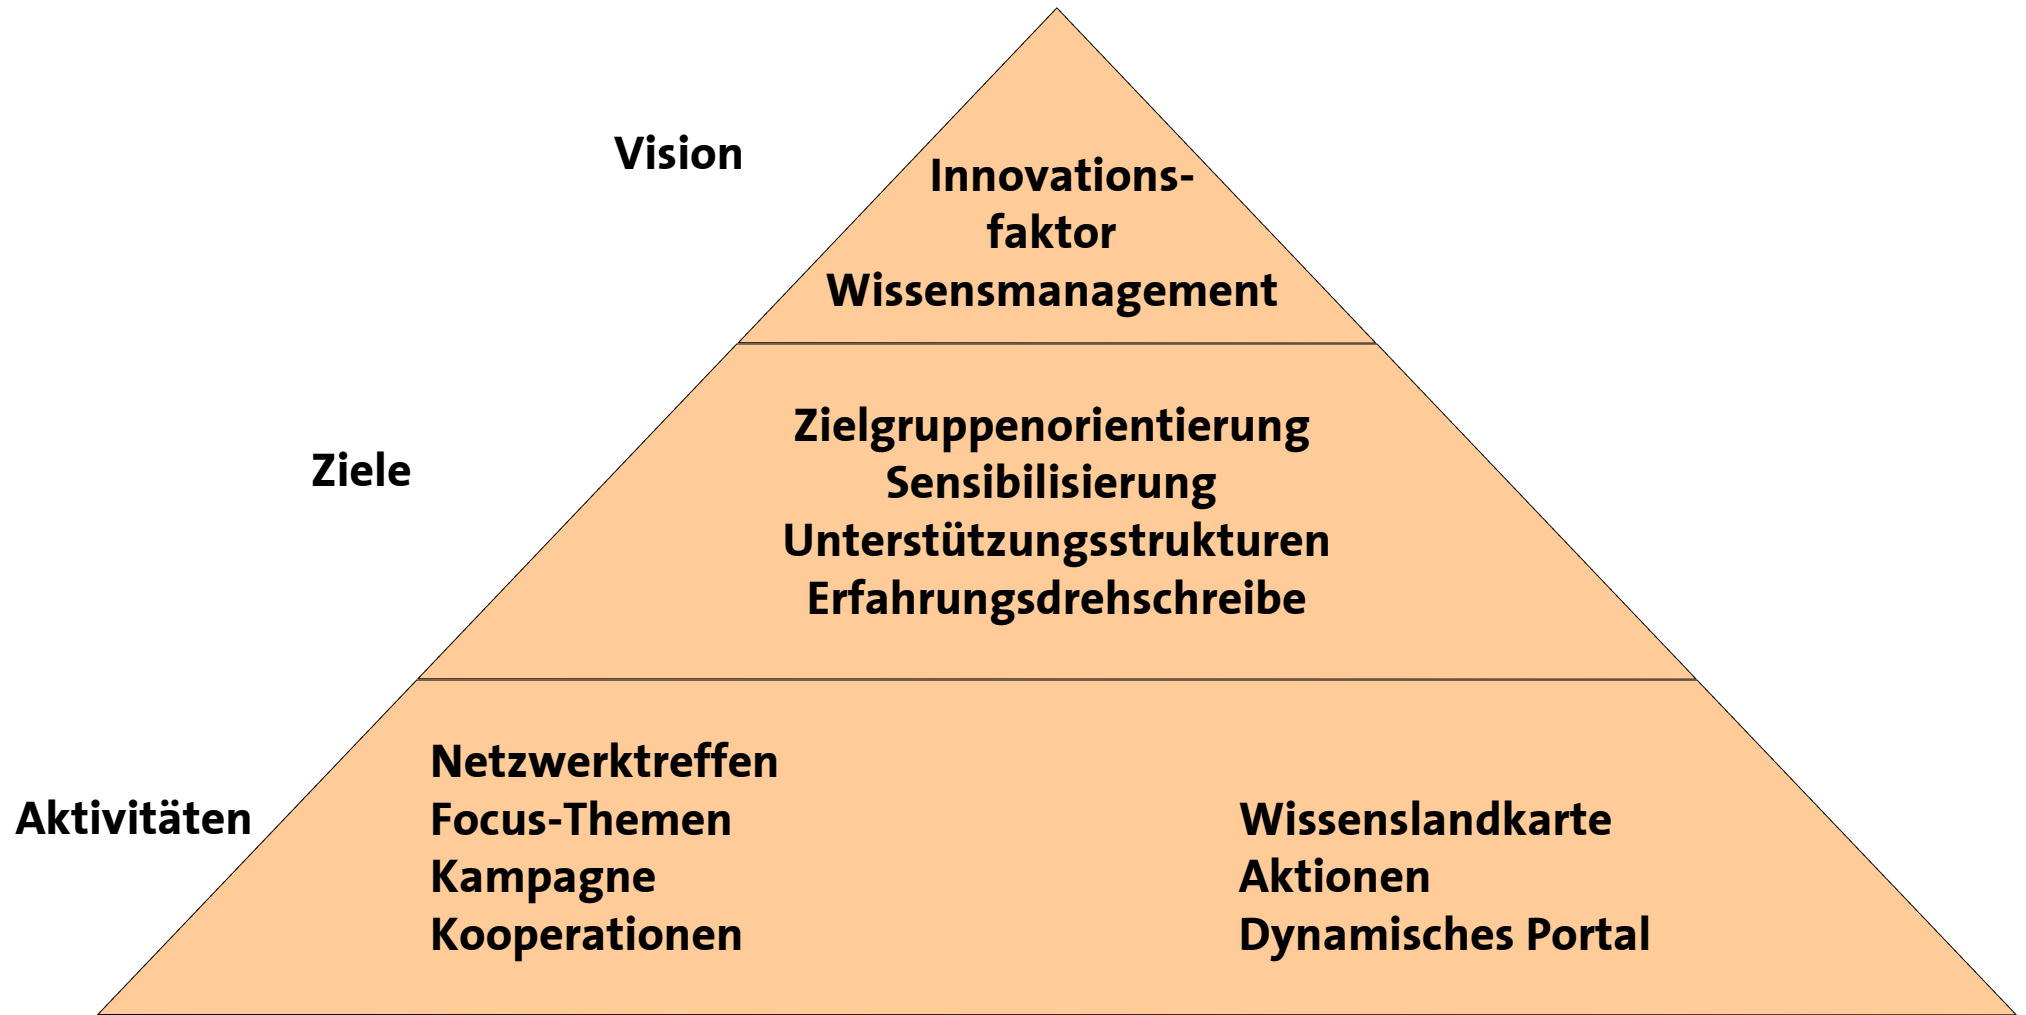 Vision
Innovations-
faktor
Wissensmanagement
Ziele
Zielgruppenorientierung
Sensibilisierung
Unterstützungsstrukturen
Erfahrungsdrehschreibe
Aktivitäten
Netzwerktreffen
Focus-Themen
Kampagne
Kooperationen
Wissenslandkarte
Aktionen
Dynamisches Portal